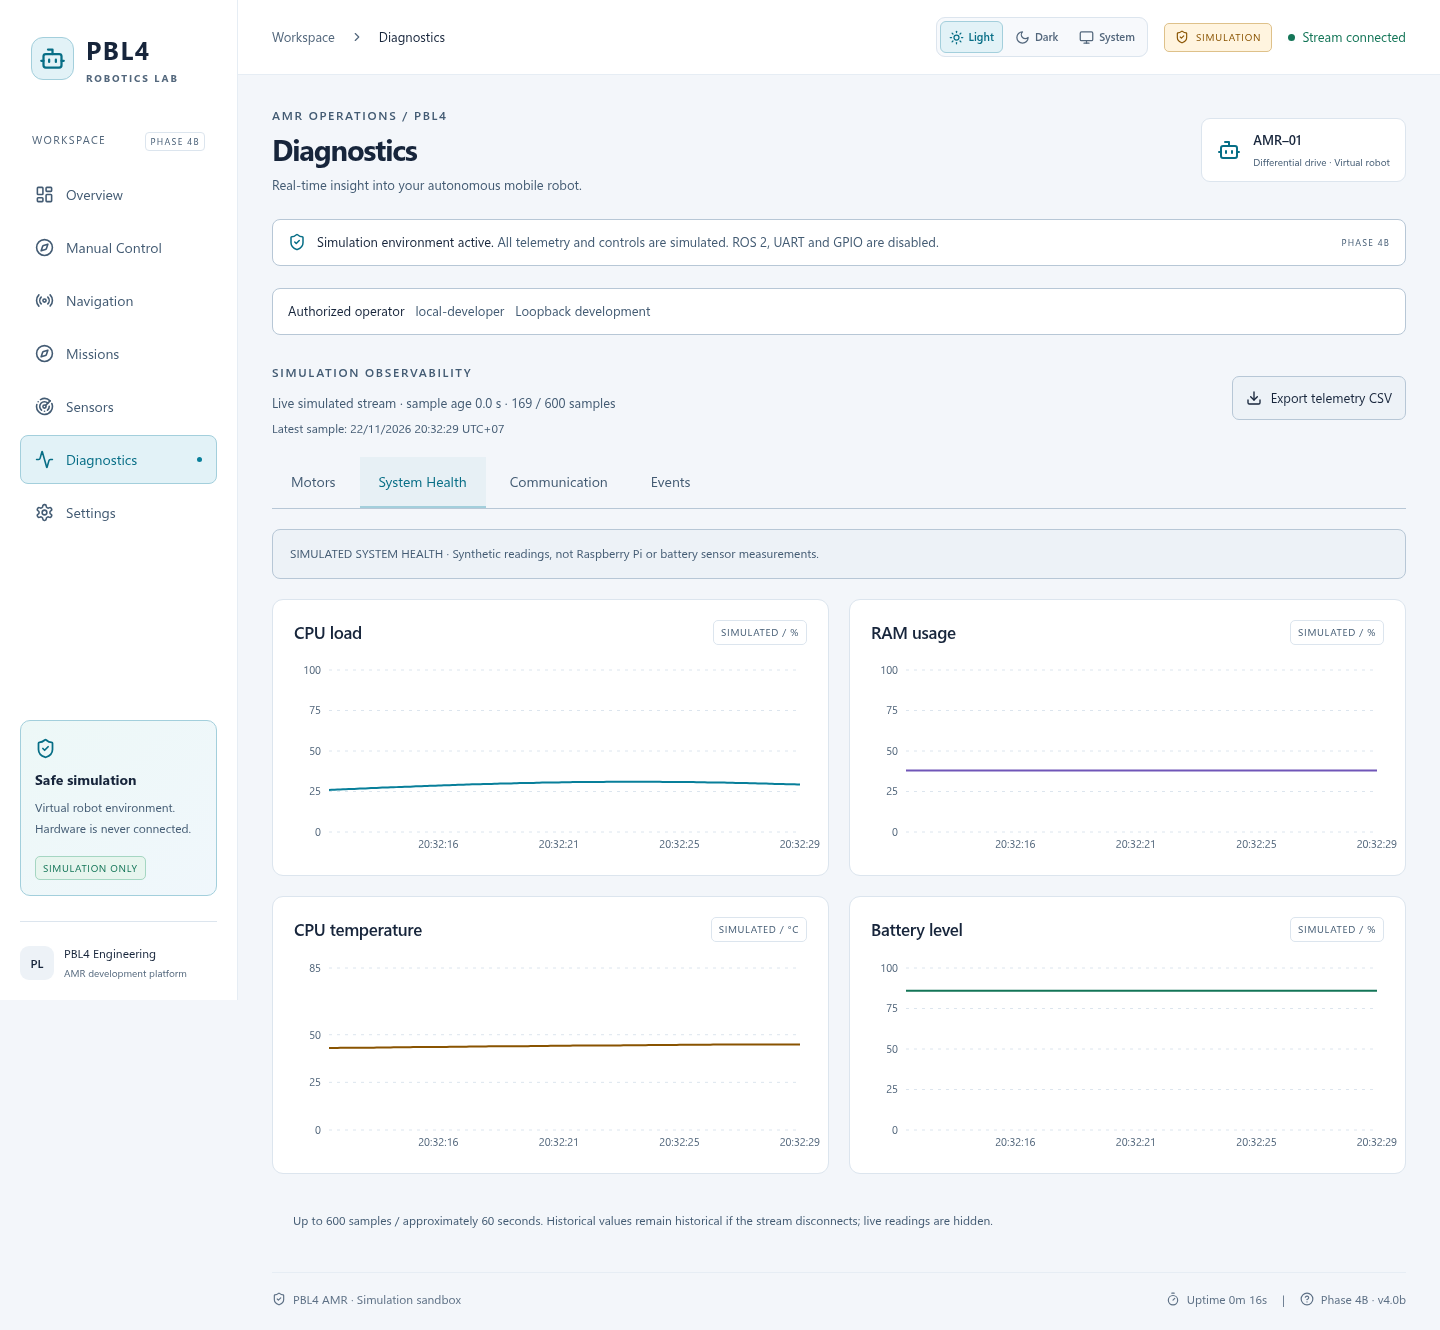 PBL4
ROBOTICS LAB
WORKSPACE
PHASE 4B
Overview
Manual Control
Navigation
Missions
Sensors
Diagnostics
Settings
Safe simulation
Virtual robot environment.
Hardware is never connected.
SIMULATION ONLY
PL
PBL4 Engineering
AMR development platform
Workspace
Diagnostics
Light
Dark
System
SIMULATION
Stream connected
AMR OPERATIONS / PBL4
Diagnostics
Real-time insight into your autonomous mobile robot.
AMR–01
Differential drive · Virtual robot
Simulation environment active. All telemetry and controls are simulated. ROS 2, UART and GPIO are disabled.
PHASE 4B
Authorized operator local-developer Loopback development
SIMULATION OBSERVABILITY
Live simulated stream · sample age 0.0 s · 169 / 600 samples
Latest sample: 22/11/2026 20:32:29 UTC+07
Export telemetry CSV
Motors
System Health
Communication
Events
SIMULATED SYSTEM HEALTH · Synthetic readings, not Raspberry Pi or battery sensor measurements.
CPU load
SIMULATED / %
100
75
50
25
0
20:32:16
20:32:21
20:32:25
20:32:29
RAM usage
SIMULATED / %
100
75
50
25
0
20:32:16
20:32:21
20:32:25
20:32:29
CPU temperature
SIMULATED / °C
85
50
25
0
20:32:16
20:32:21
20:32:25
20:32:29
Battery level
SIMULATED / %
100
75
50
25
0
20:32:16
20:32:21
20:32:25
20:32:29
Up to 600 samples / approximately 60 seconds. Historical values remain historical if the stream disconnects; live readings are hidden.
PBL4 AMR · Simulation sandbox
Uptime 0m 16s | Phase 4B · v4.0b